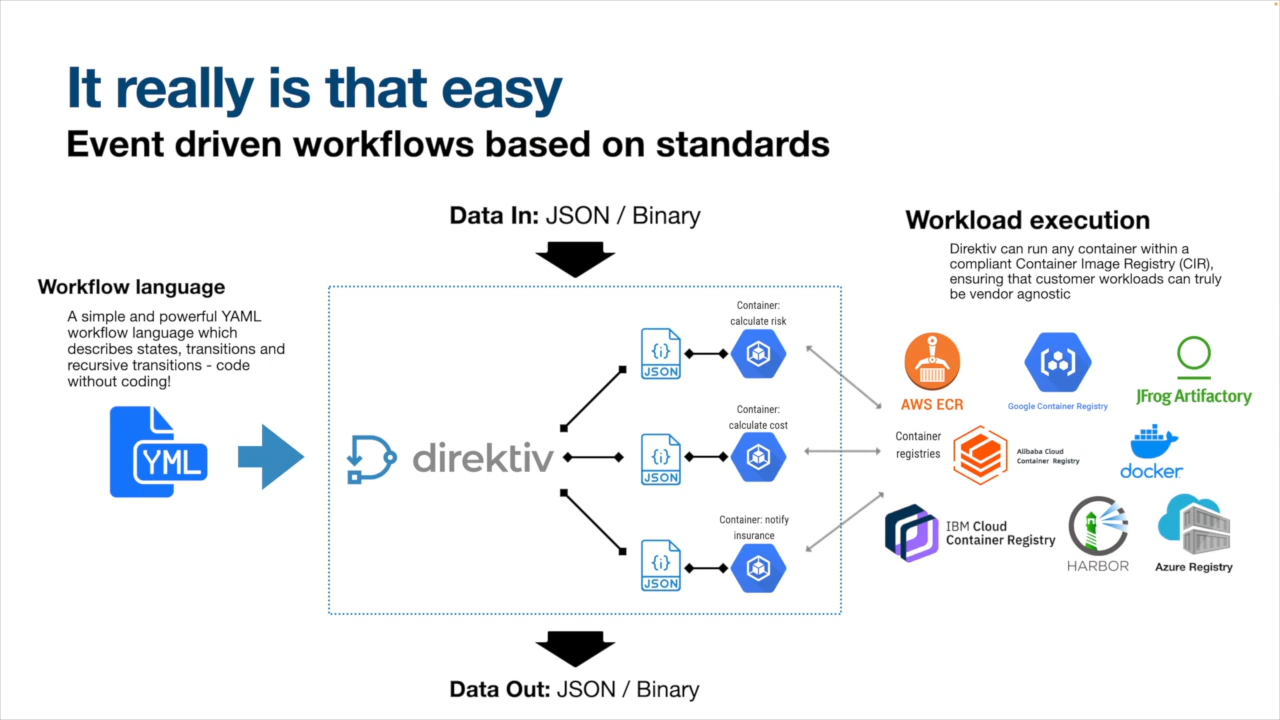 It really is that easy
Event driven workflows based on standards
Data In: JSON / Binary
Workflow language
A simple and powerful YAML
workflow language which
describes states, transitions and
recursive transitions - code
without coding!
YML
direktiv
{i}
JSON
Container:
calculate risk
{i}
JSON
Container:
calculate cost
{i}
JSON
Container: notify
insurance
Data Out: JSON / Binary
Workload execution
Direktiv can run any container within a
compliant Container Image Registry (CIR),
ensuring that customer workloads can truly
be vendor agnostic
AWS ECR
Google Container Registry
JFrog Artifactory
Container
registries
Alibaba Cloud
Container Registry
docker
IBM Cloud
Container Registry
HARBOR
Azure Registry